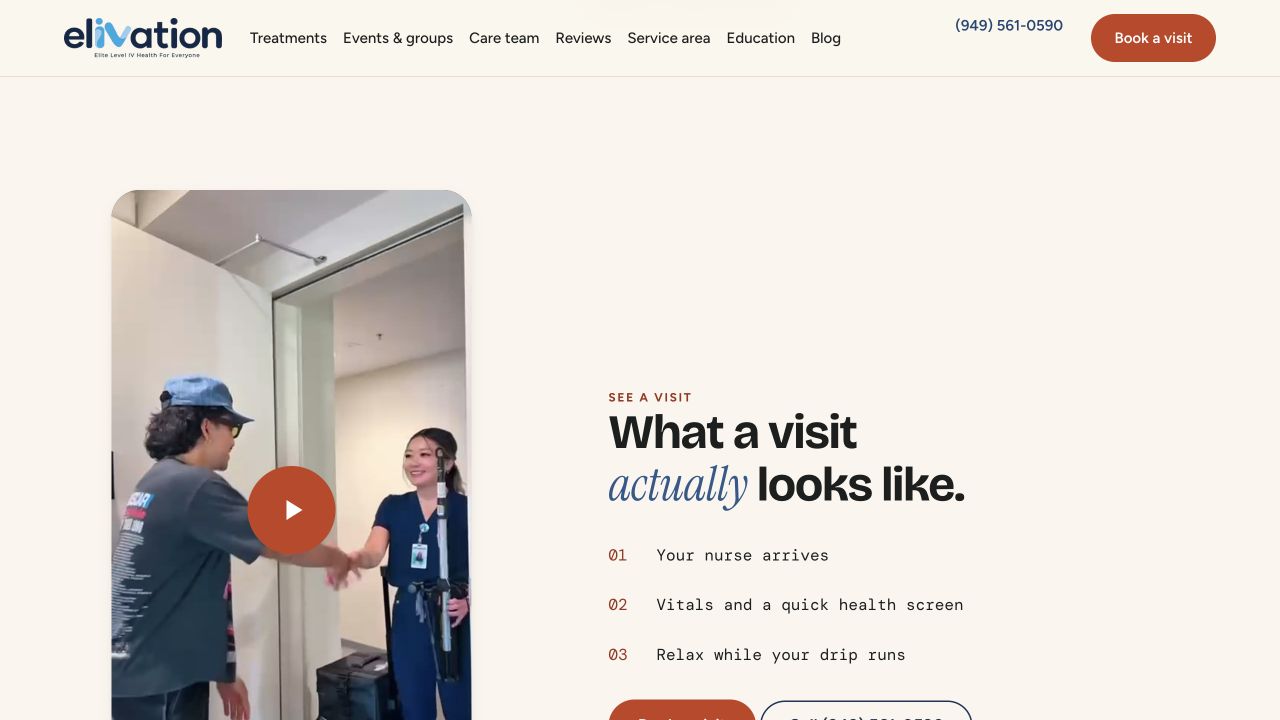 elivation
Elite Level IV Health For Everyone
Treatments
Events & groups
Care team
Reviews
Service area
Education
Blog
(949) 561-0590
Book a visit
SEE A VISIT
What a visit
actually looks like.
01 Your nurse arrives
02 Vitals and a quick health screen
03 Relax while your drip runs